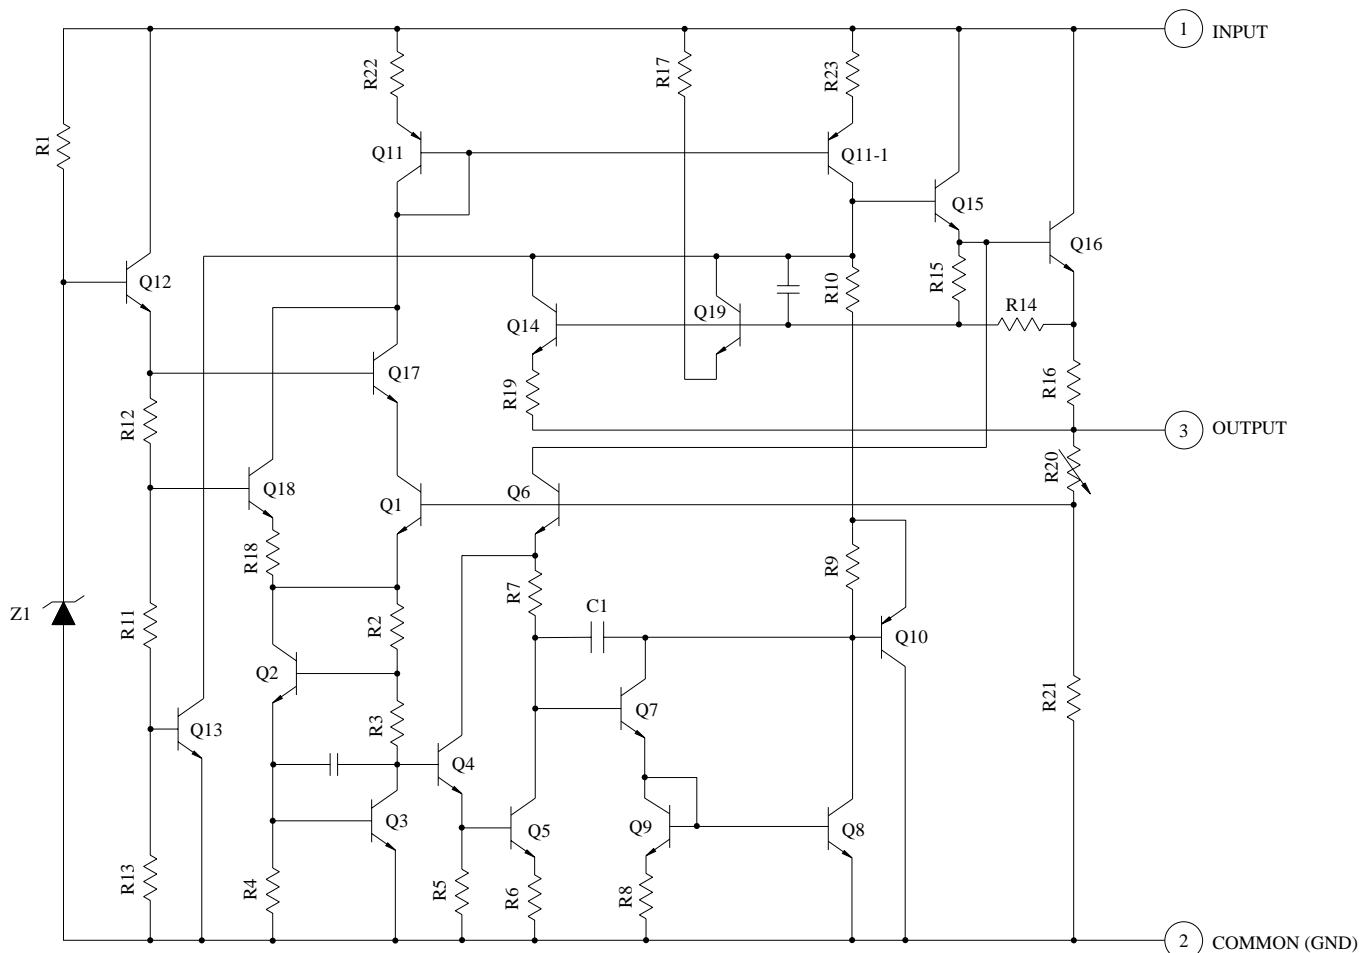 1 INPUT
R22
R17
R23
R1
Q11
Q11-1
Q15
Q16
Q12
R15
R10
Q19
R14
Q14
Q17
R19
R16
R12
3 OUTPUT
R20
Q18
Q1
Q6
R18
R9
R7
C1
Z1
R11
R2
Q10
Q2
R21
Q7
R3
Q13
Q4
Q3
Q5
Q9
Q8
R13
R4
R5
R6
R8
2 COMMON (GND)